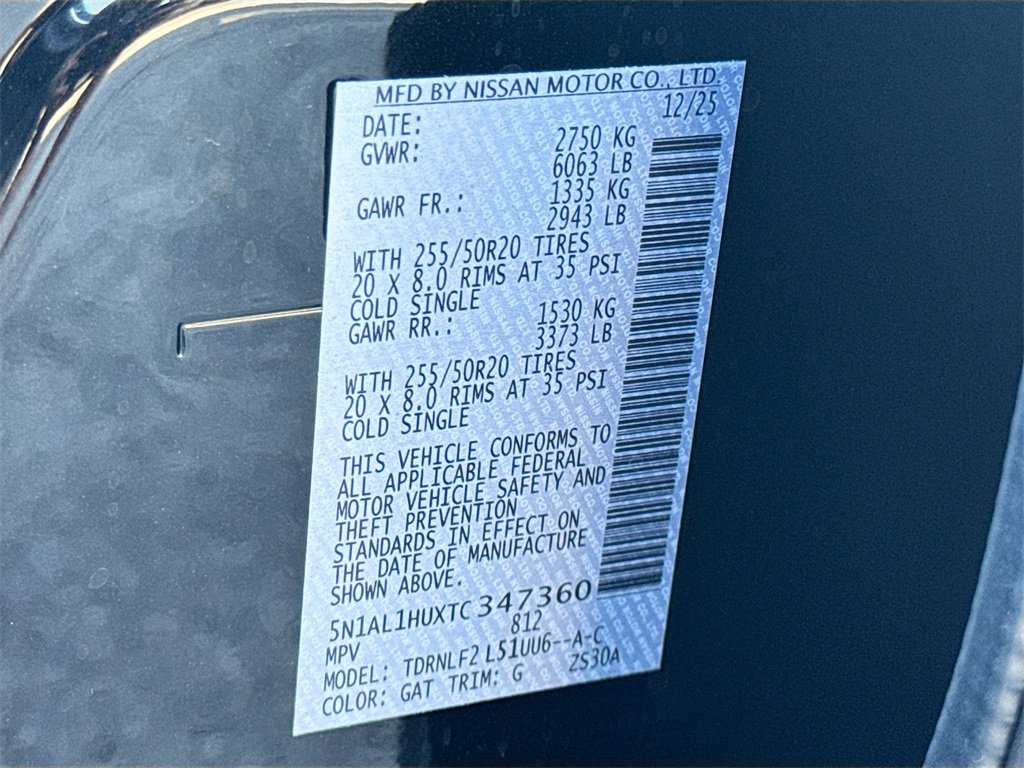 MFD BY NISSAN MOTOR CO., LTD.
DATE: 12/25
GVWR: 2750 KG
6063 LB
GAWR FR.: 1335 KG
2943 LB
WITH 255/50R20 TIRES
20 X 8.0 RIMS AT 35 PSI
COLD SINGLE
GAWR RR.: 1530 KG
3373 LB
WITH 255/50R20 TIRES
20 X 8.0 RIMS AT 35 PSI
COLD SINGLE
THIS VEHICLE CONFORMS TO
ALL APPLICABLE FEDERAL
MOTOR VEHICLE SAFETY AND
THEFT PREVENTION
STANDARDS IN EFFECT ON
THE DATE OF MANUFACTURE
SHOWN ABOVE.
5N1AL1HUXTC347360
MPV 812
MODEL: TDRNLF2 L51UU6--A-C
COLOR: GAT TRIM: G ZS30A